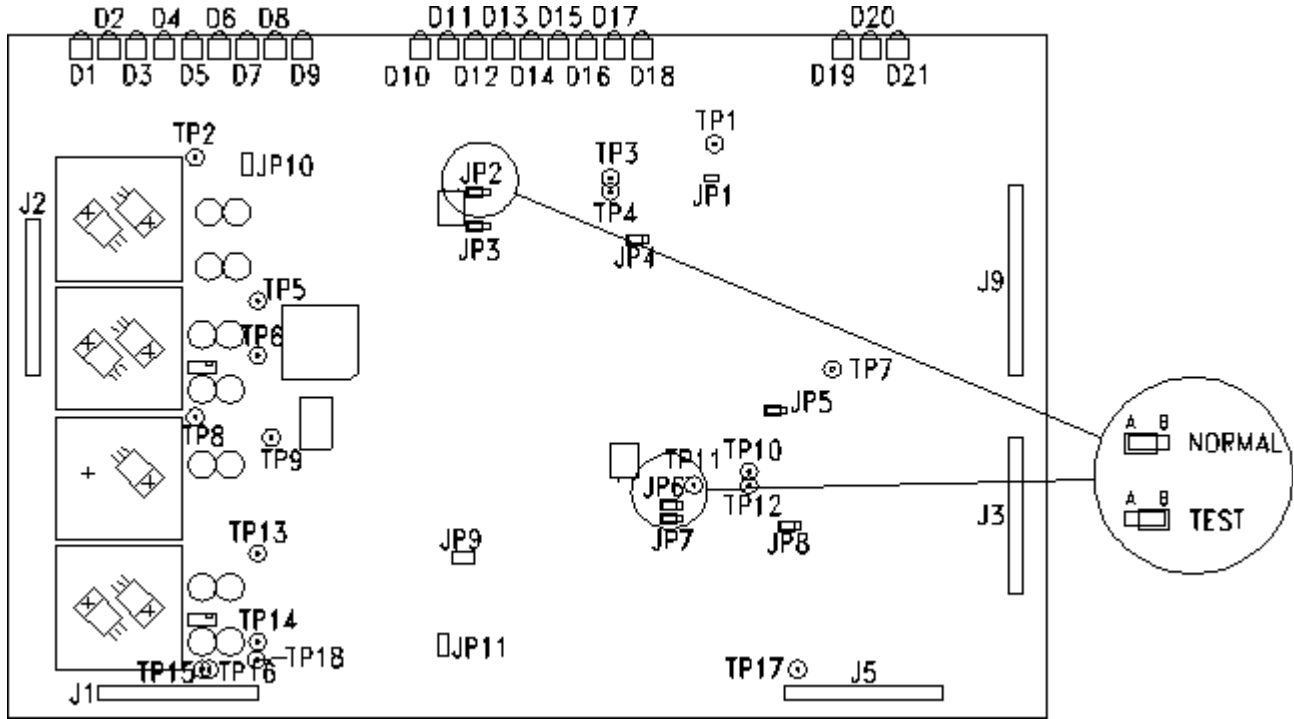 D2 D4 D6 D8 D11 D13 D15 D17 D20
D1 D3 D5 D7 D9 D10 D12 D14 D16 D18 D19 D21
TP2
JP10
TP1
TP3
JP2
JP1
J2
TP4
JP3
JP4
J9
TP5
TP6
TP7
JP5
TP8
TP9
A B
NORMAL
TP11 TP10
JP6
TP12
A B
TEST
J3
TP13
JP9
JP7
JP8
TP14
JP11
TP18
TP15 TP16
TP17
J5
J1